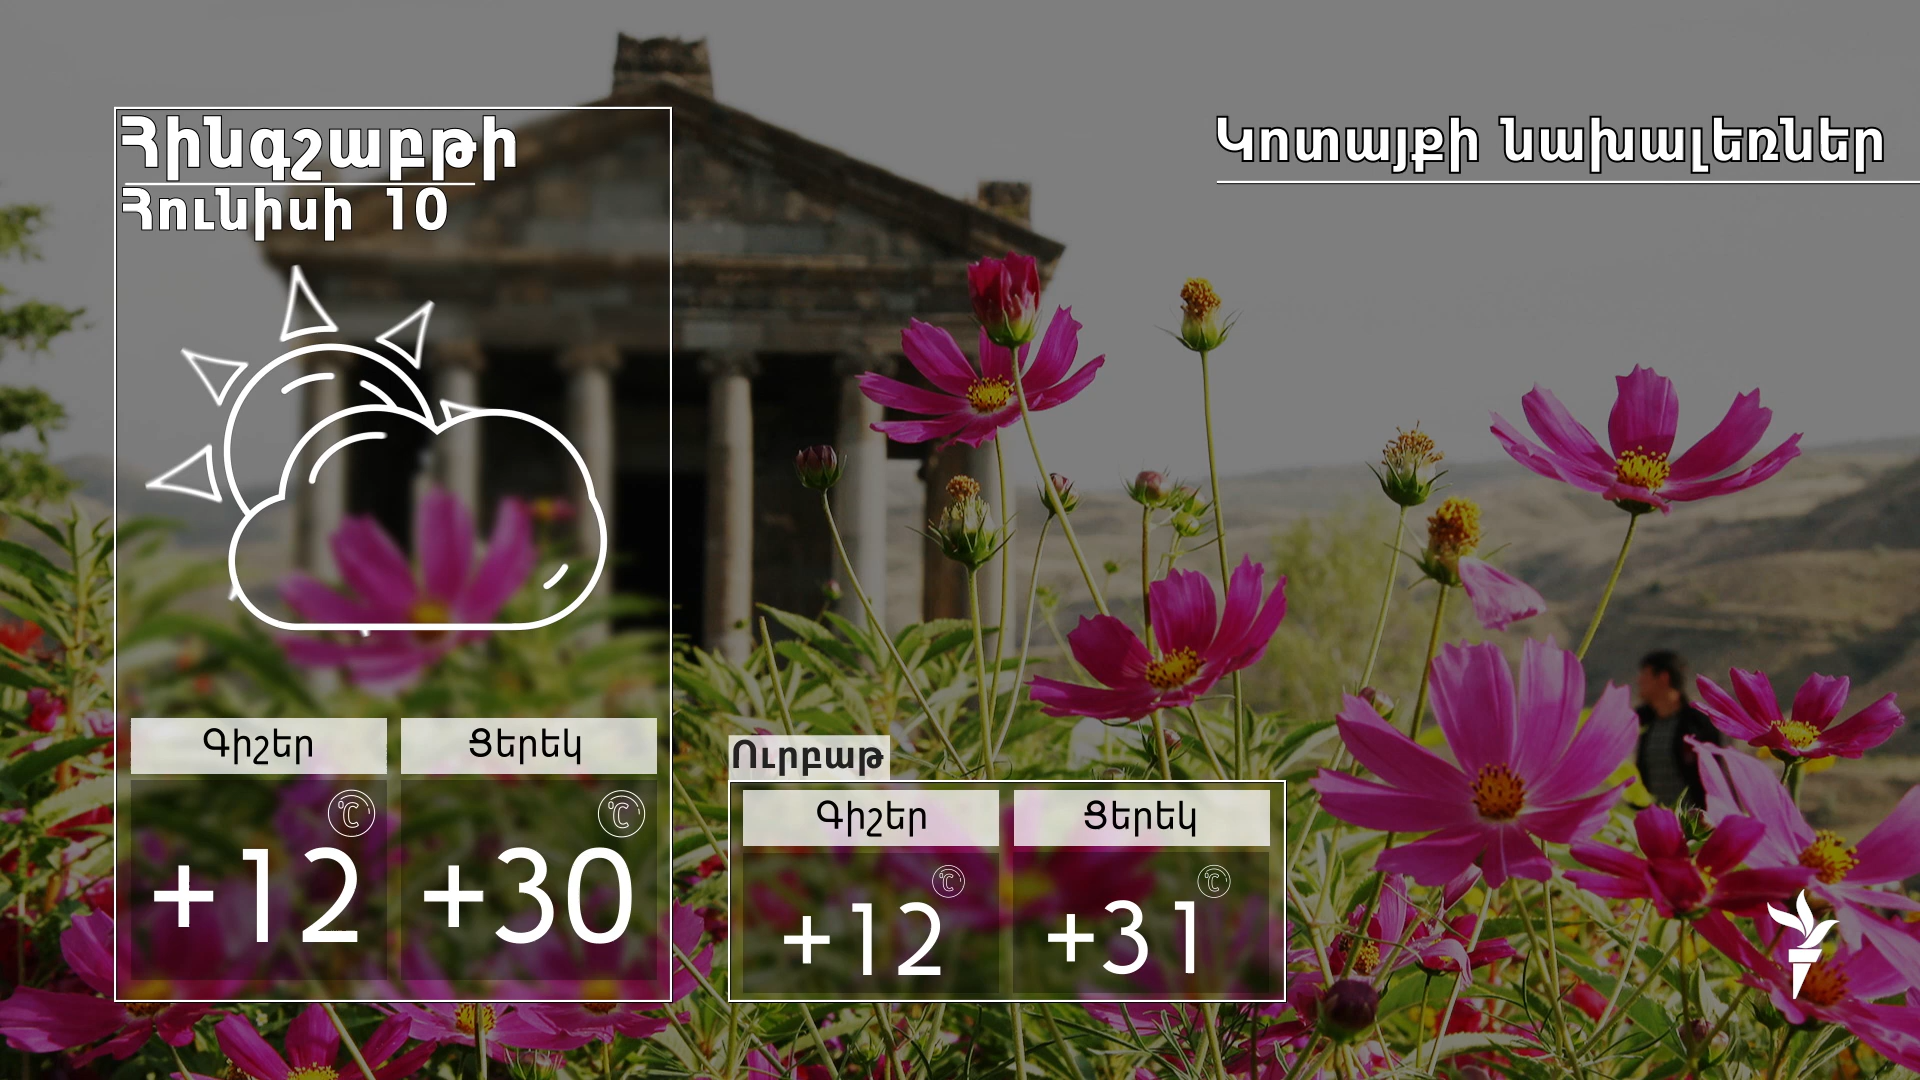 Հինգշաբթի
Հունիսի 10
Կոտայքի նախալեռներ
Գիշեր
Ցերեկ
°C
°C
+12
+30
Ուրբաթ
Գիշեր
Ցերեկ
°C
°C
+12
+31